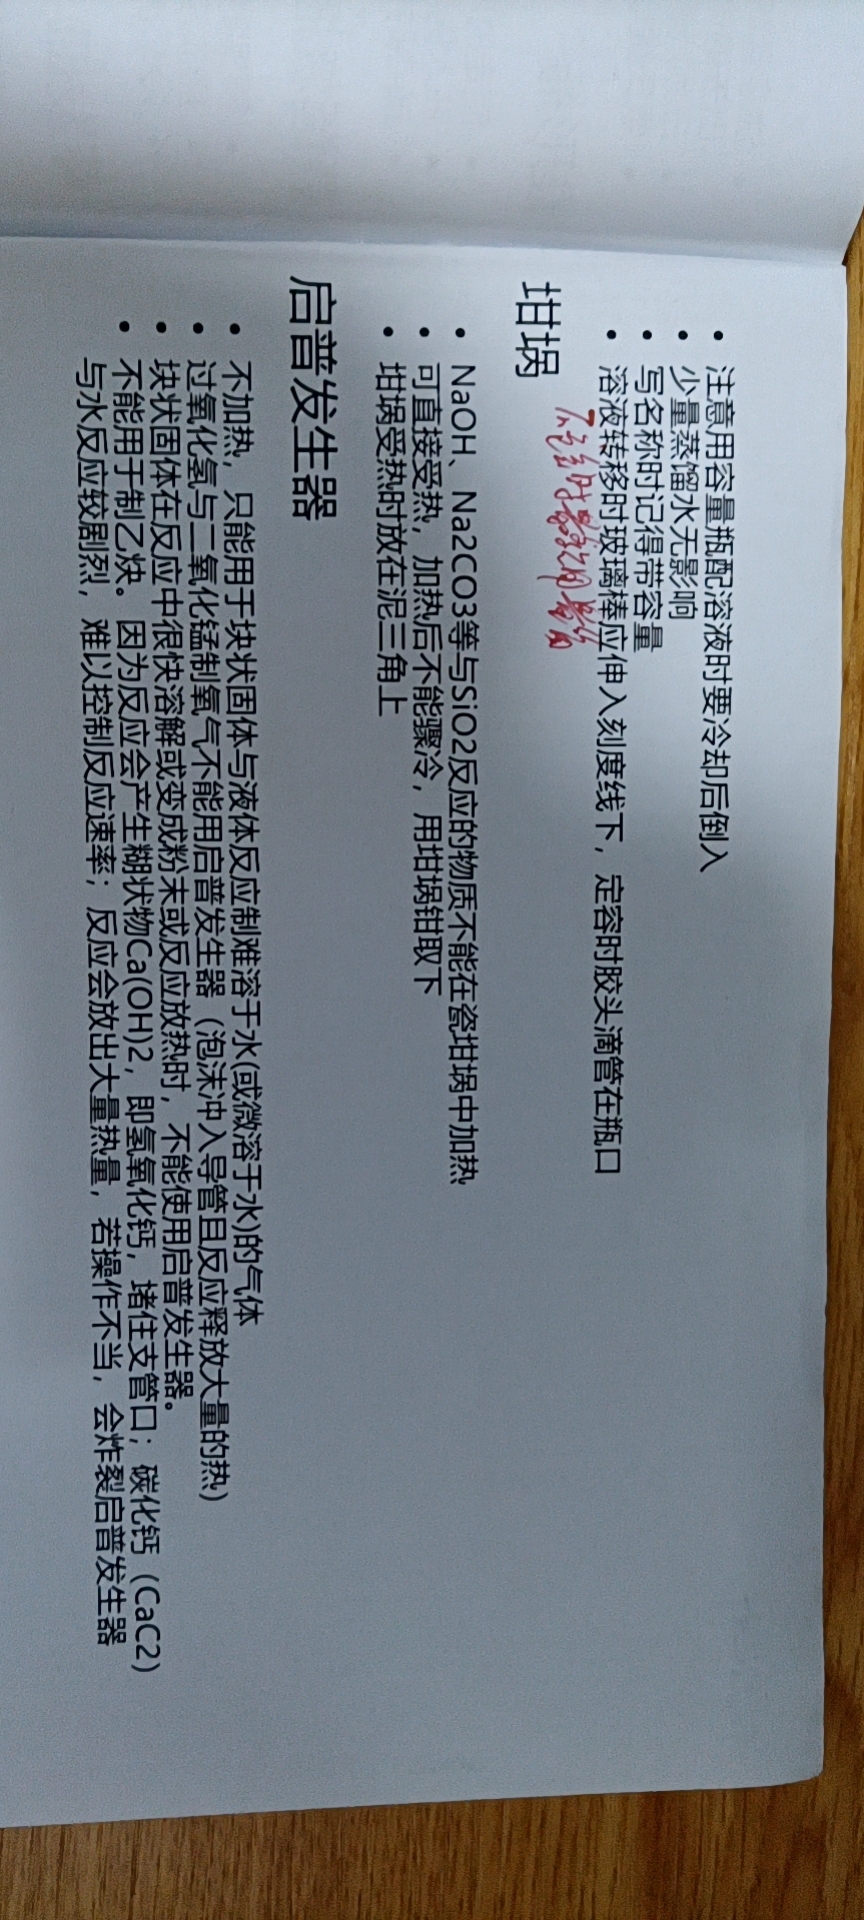 • 注意用容量瓶配溶液时要冷却后倒入
• 少量蒸馏水无影响
• 写名称时记得带容量
• 溶液转移时玻璃棒应伸入刻度线下，定容时胶头滴管在瓶口
坩埚
• NaOH、Na2CO3等与SiO2反应的物质不能在瓷坩埚中加热
• 可直接受热，加热后不能骤冷，用坩埚钳取下
• 坩埚受热时放在泥三角上
启普发生器
• 不加热，只能用于块状固体与液体反应制难溶于水(或微溶于水)的气体
• 过氧化氢与二氧化锰制氧气不能用启普发生器（泡沫冲入导管且反应释放大量的热）
• 块状固体在反应中很快溶解或变成粉末或反应放热时，不能使用启普发生器。
• 不能用于制乙炔。因为反应会产生糊状物Ca(OH)2，即氢氧化钙，堵住支管口；碳化钙（CaC2）
与水反应较剧烈，难以控制反应速率；反应会放出大量热量，若操作不当，会炸裂启普发生器